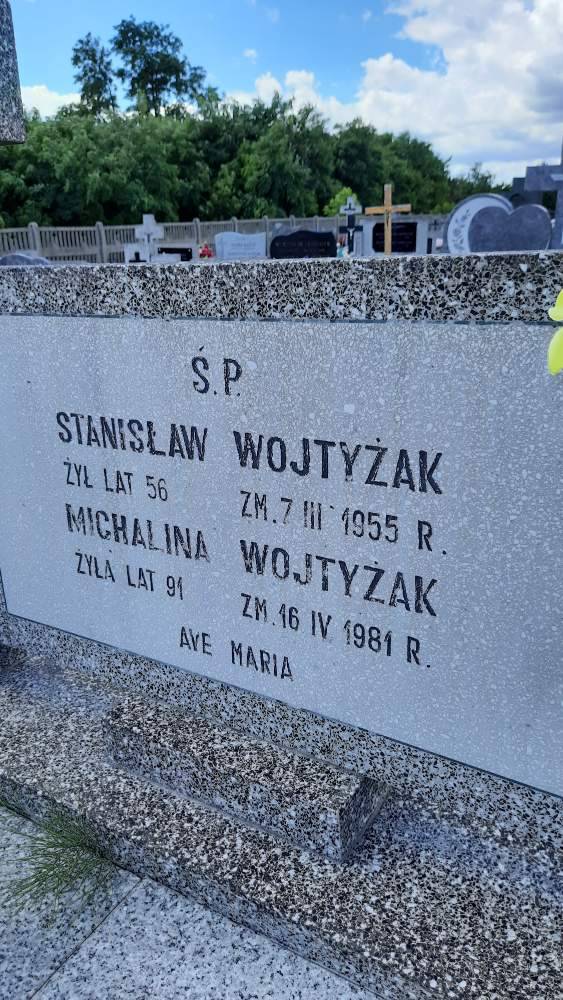 Ś.P.
STANISŁAW WOJTYŻAK
ŻYŁ LAT 56 ZM. 7 III 1955 R.
MICHALINA WOJTYŻAK
ŻYŁA LAT 91 ZM. 16 IV 1981 R.
AVE MARIA